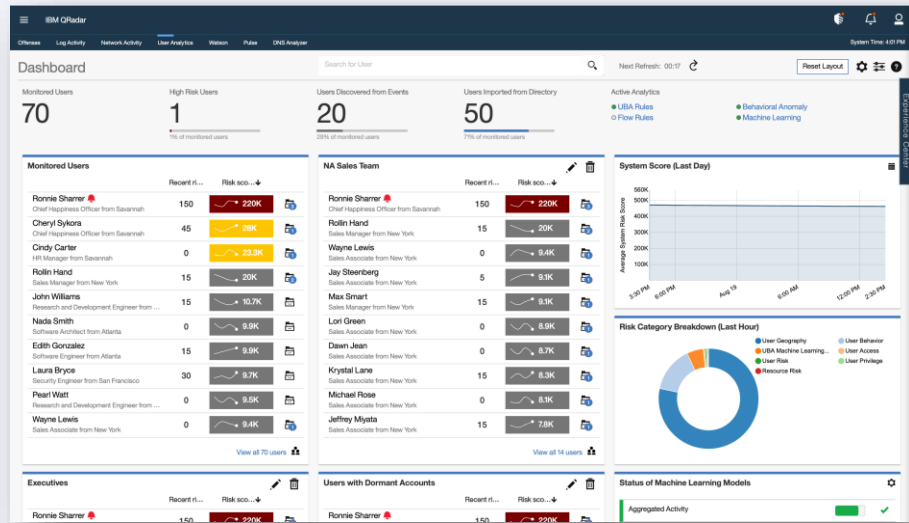 IBM QRadar
Offenses Log Activity Network Activity User Analytics Watson Pulse DNS Analyzer
System Time: 4:01 PM
Dashboard
Search for User
Next Refresh: 00:17
Reset Layout
Experience Center
Monitored Users
70
High Risk Users
1
1% of monitored users
Users Discovered from Events
20
28% of monitored users
Users Imported from Directory
50
71% of monitored users
Active Analytics
UBA Rules
Flow Rules
Behavioral Anomaly
Machine Learning
Monitored Users
Recent ri... Risk sco...
Ronnie Sharrer 150 220K
Chief Happiness Officer from Savannah
Cheryl Sykora 45 28K
Chief Happiness Officer from Savannah
Cindy Carter 0 23.3K
HR Manager from Savannah
Rollin Hand 15 20K
Sales Manager from New York
John Williams 15 10.7K
Research and Development Engineer from ...
Nada Smith 0 9.9K
Software Architect from Atlanta
Edith Gonzalez 15 9.9K
Software Engineer from Atlanta
Laura Bryce 30 9.7K
Security Engineer from San Francisco
Pearl Watt 0 9.5K
Research and Development Engineer from ...
Wayne Lewis 0 9.4K
Sales Associate from New York
View all 70 users
NA Sales Team
Recent ri... Risk sco...
Ronnie Sharrer 150 220K
Chief Happiness Officer from Savannah
Rollin Hand 15 20K
Sales Manager from New York
Wayne Lewis 0 9.4K
Sales Associate from New York
Jay Steenberg 5 9.1K
Sales Associate from New York
Max Smart 15 9.1K
Sales Manager from New York
Lori Green 0 8.9K
Sales Associate from New York
Dawn Jean 0 8.7K
Sales Associate from New York
Krystal Lane 15 8.3K
Sales Associate from New York
Michael Rose 0 8.1K
Sales Associate from New York
Jeffrey Miyata 15 7.8K
Sales Associate from New York
View all 14 users
System Score (Last Day)
Average System Risk Score
560K
500K
400K
300K
200K
100K
3:30 PM 6:00 PM Aug 19 6:00 AM 12:00 PM 2:30 PM
Risk Category Breakdown (Last Hour)
User Geography
UBA Machine Learning...
User Risk
Resource Risk
User Behavior
User Access
User Privilege
Executives
Recent ri... Risk sco...
Ronnie Sharrer 150 220K
Users with Dormant Accounts
Recent ri... Risk sco...
Ronnie Sharrer 150 220K
Status of Machine Learning Models
Aggregated Activity